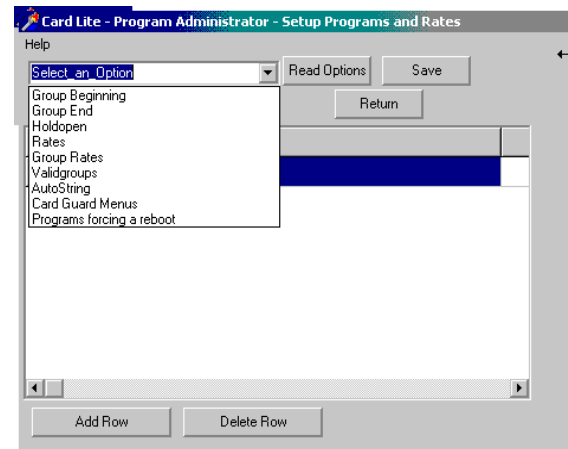 Card Lite - Program Administrator - Setup Programs and Rates
Help
Select_an_Option Read Options Save
Return
Group Beginning
Group End
Holdopen
Rates
Group Rates
Validgroups
AutoString
Card Guard Menus
Programs forcing a reboot
Add Row Delete Row